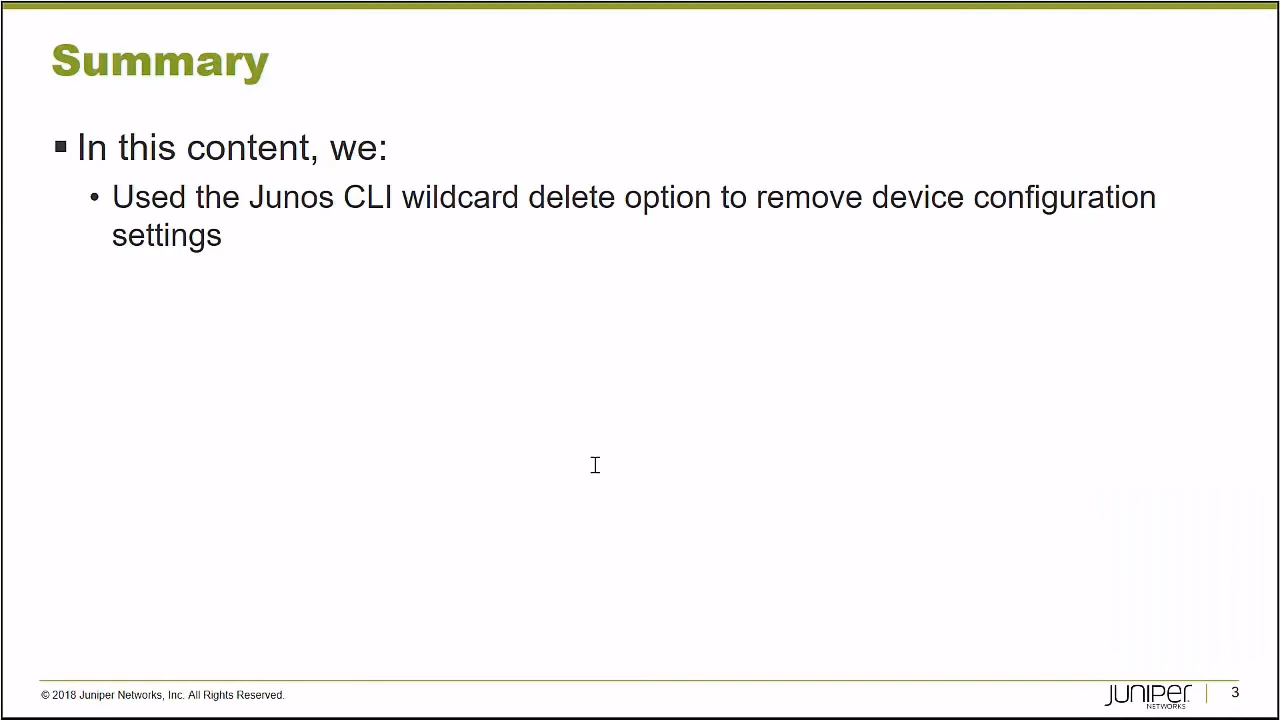 Summary
In this content, we:
Used the Junos CLI wildcard delete option to remove device configuration
settings
© 2018 Juniper Networks, Inc. All Rights Reserved.
JUNIPER
NETWORKS
3